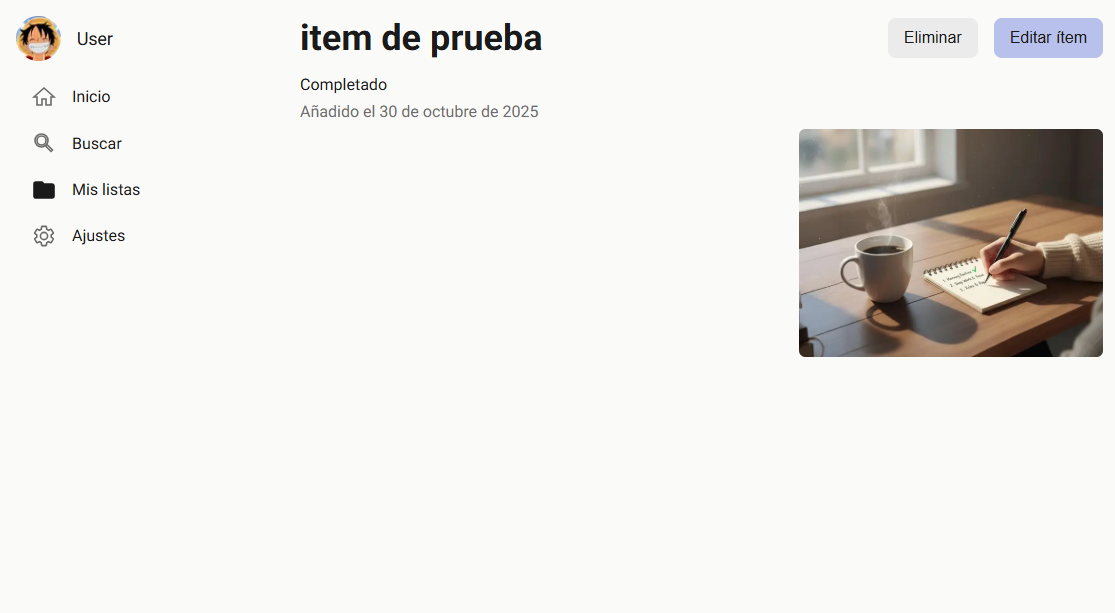 User
Inicio
Buscar
Mis listas
Ajustes
item de prueba
Eliminar
Editar ítem
Completado
Añadido el 30 de octubre de 2025